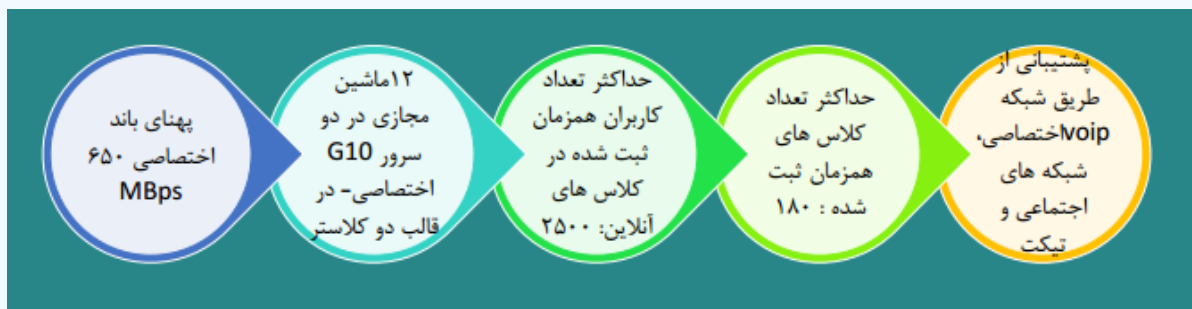 پهنای باند
اختصاصی ۶۵۰
MBps
۱۲ماشین
مجازی در دو
سرور G10
اختصاصی- در
قالب دو کلاستر
حداکثر تعداد
کاربران همزمان
ثبت شده در
کلاس های
آنلاین: ۲۵۰۰
حداکثر تعداد
کلاس های
همزمان ثبت
شده : ۱۸۰
پشتیبانی از
طریق شبکه
voipاختصاصی،
شبکه های
اجتماعی و
تیکت